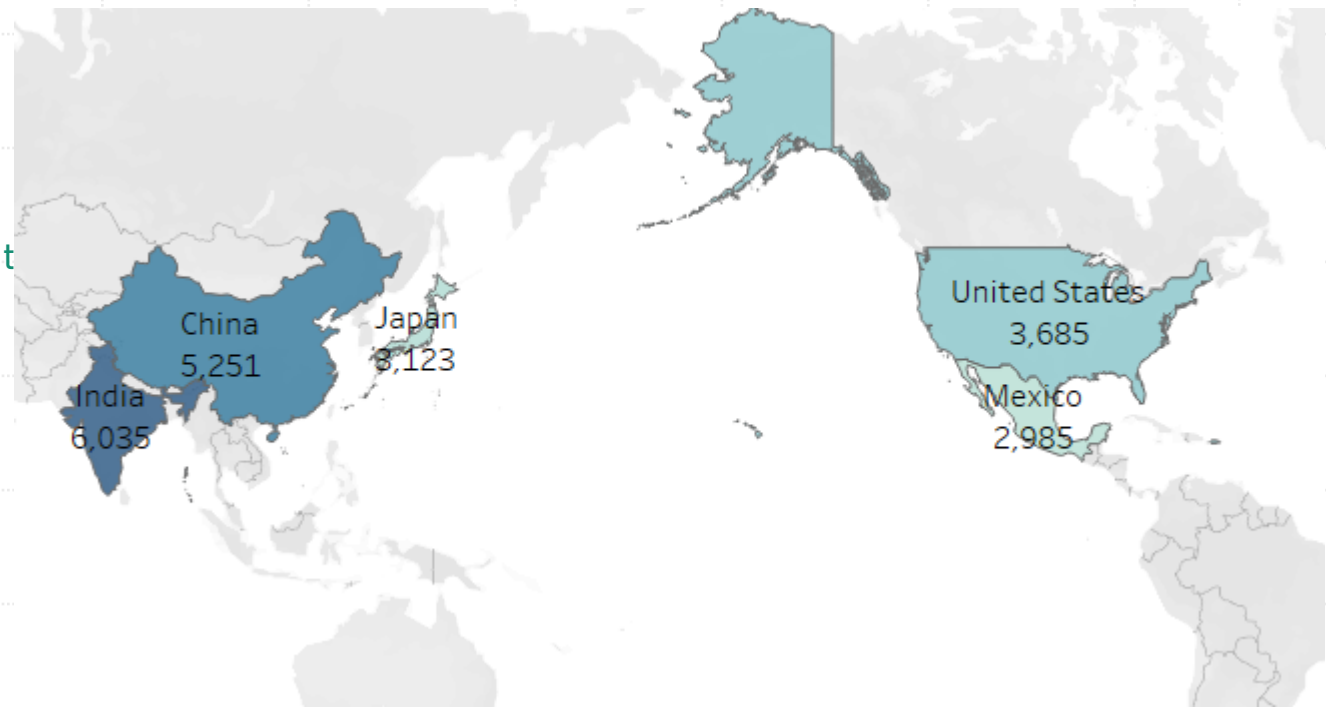 t
China
5,251
Japan
3,123
India
6,035
United States
3,685
Mexico
2,985